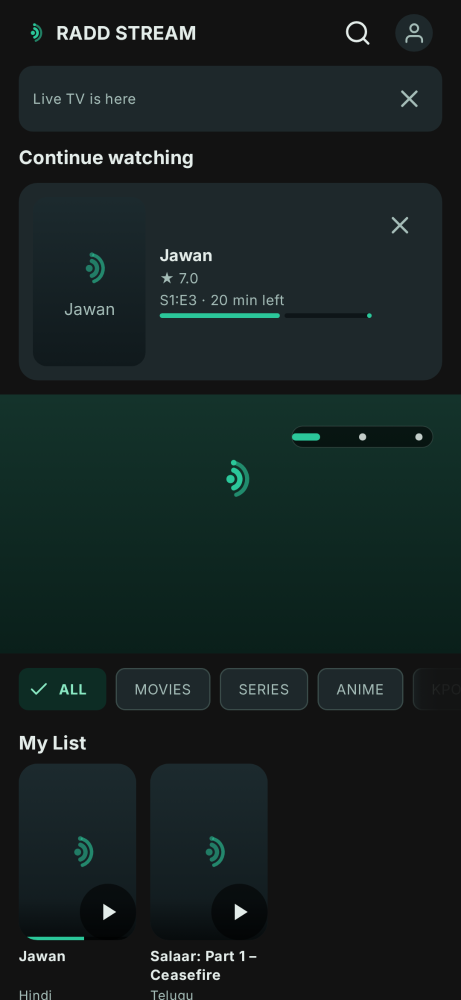 RADD STREAM
Live TV is here
Continue watching
Jawan
Jawan
★ 7.0
S1:E3 · 20 min left
ALL
MOVIES
SERIES
ANIME
My List
Jawan
Hindi
Salaar: Part 1 –
Ceasefire
Telugu